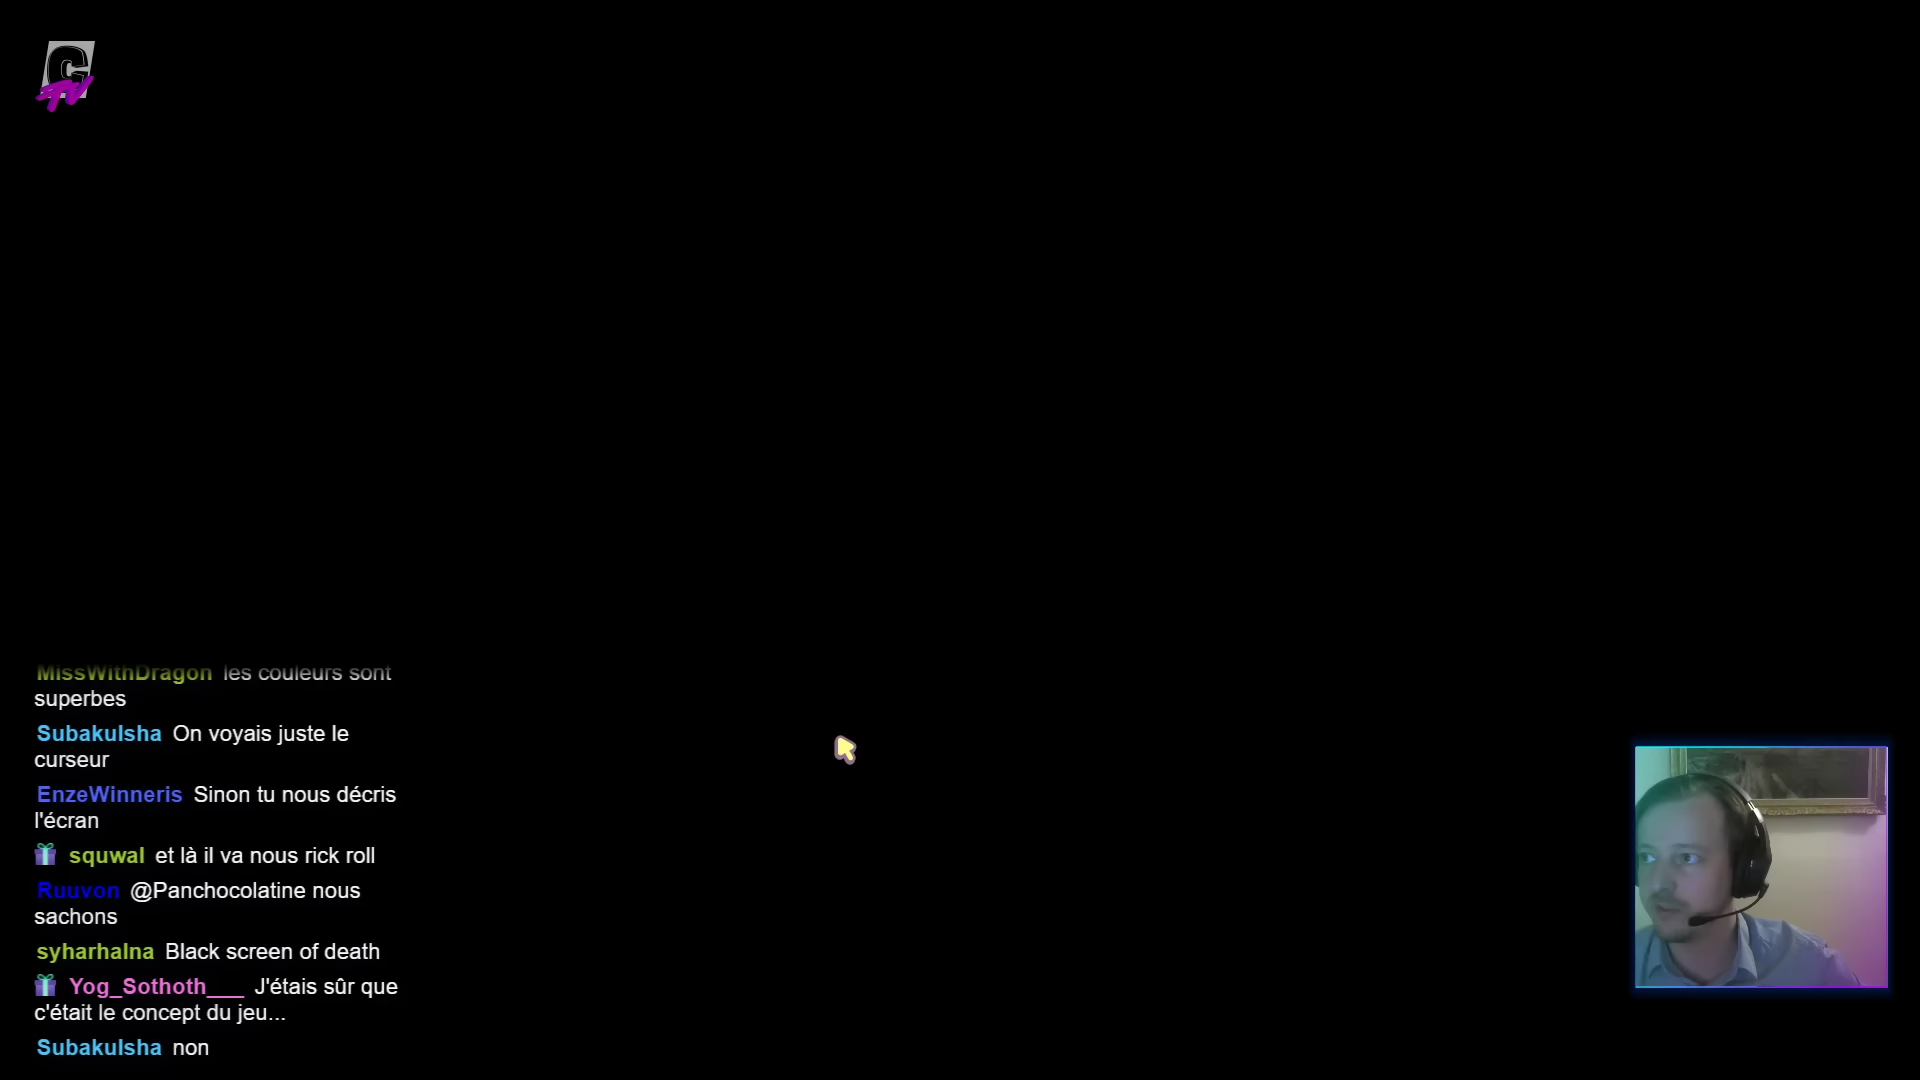 C
TV
MissWithDragon les couleurs sont
superbes
Subakulsha On voyais juste le
curseur
EnzeWinneris Sinon tu nous décris
l'écran
squwal et là il va nous rick roll
Ruuvon @Panchocolatine nous
sachons
syharhalna Black screen of death
Yog_Sothoth___ J'étais sûr que
c'était le concept du jeu...
Subakulsha non